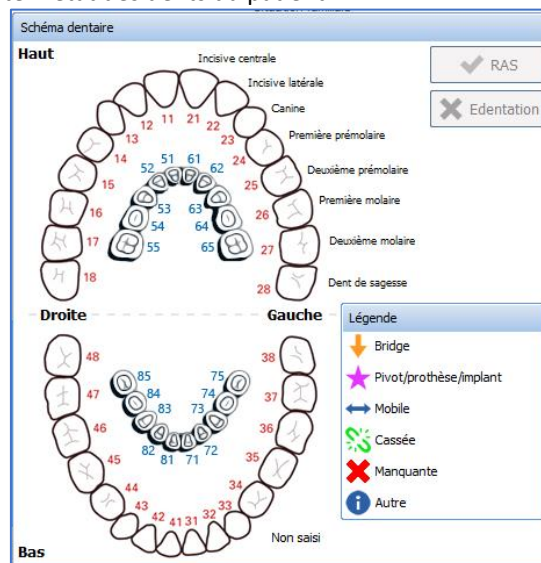 Schéma dentaire
Haut
RAS
Edentation
Incisive centrale
Incisive latérale
Canine
Première prémolaire
Deuxième prémolaire
Première molaire
Deuxième molaire
Dent de sagesse
11 21
12 22
13 23
14 24
15 25
16 26
17 27
18 28
51 61
52 62
53 63
54 64
55 65
Droite Gauche
48 38
47 37
46 36
45 35
44 34
43 33
42 32
41 31
85 75
84 74
83 73
82 72
81 71
Légende
Bridge
Pivot/prothèse/implant
Mobile
Cassée
Manquante
Autre
Non saisi
Bas